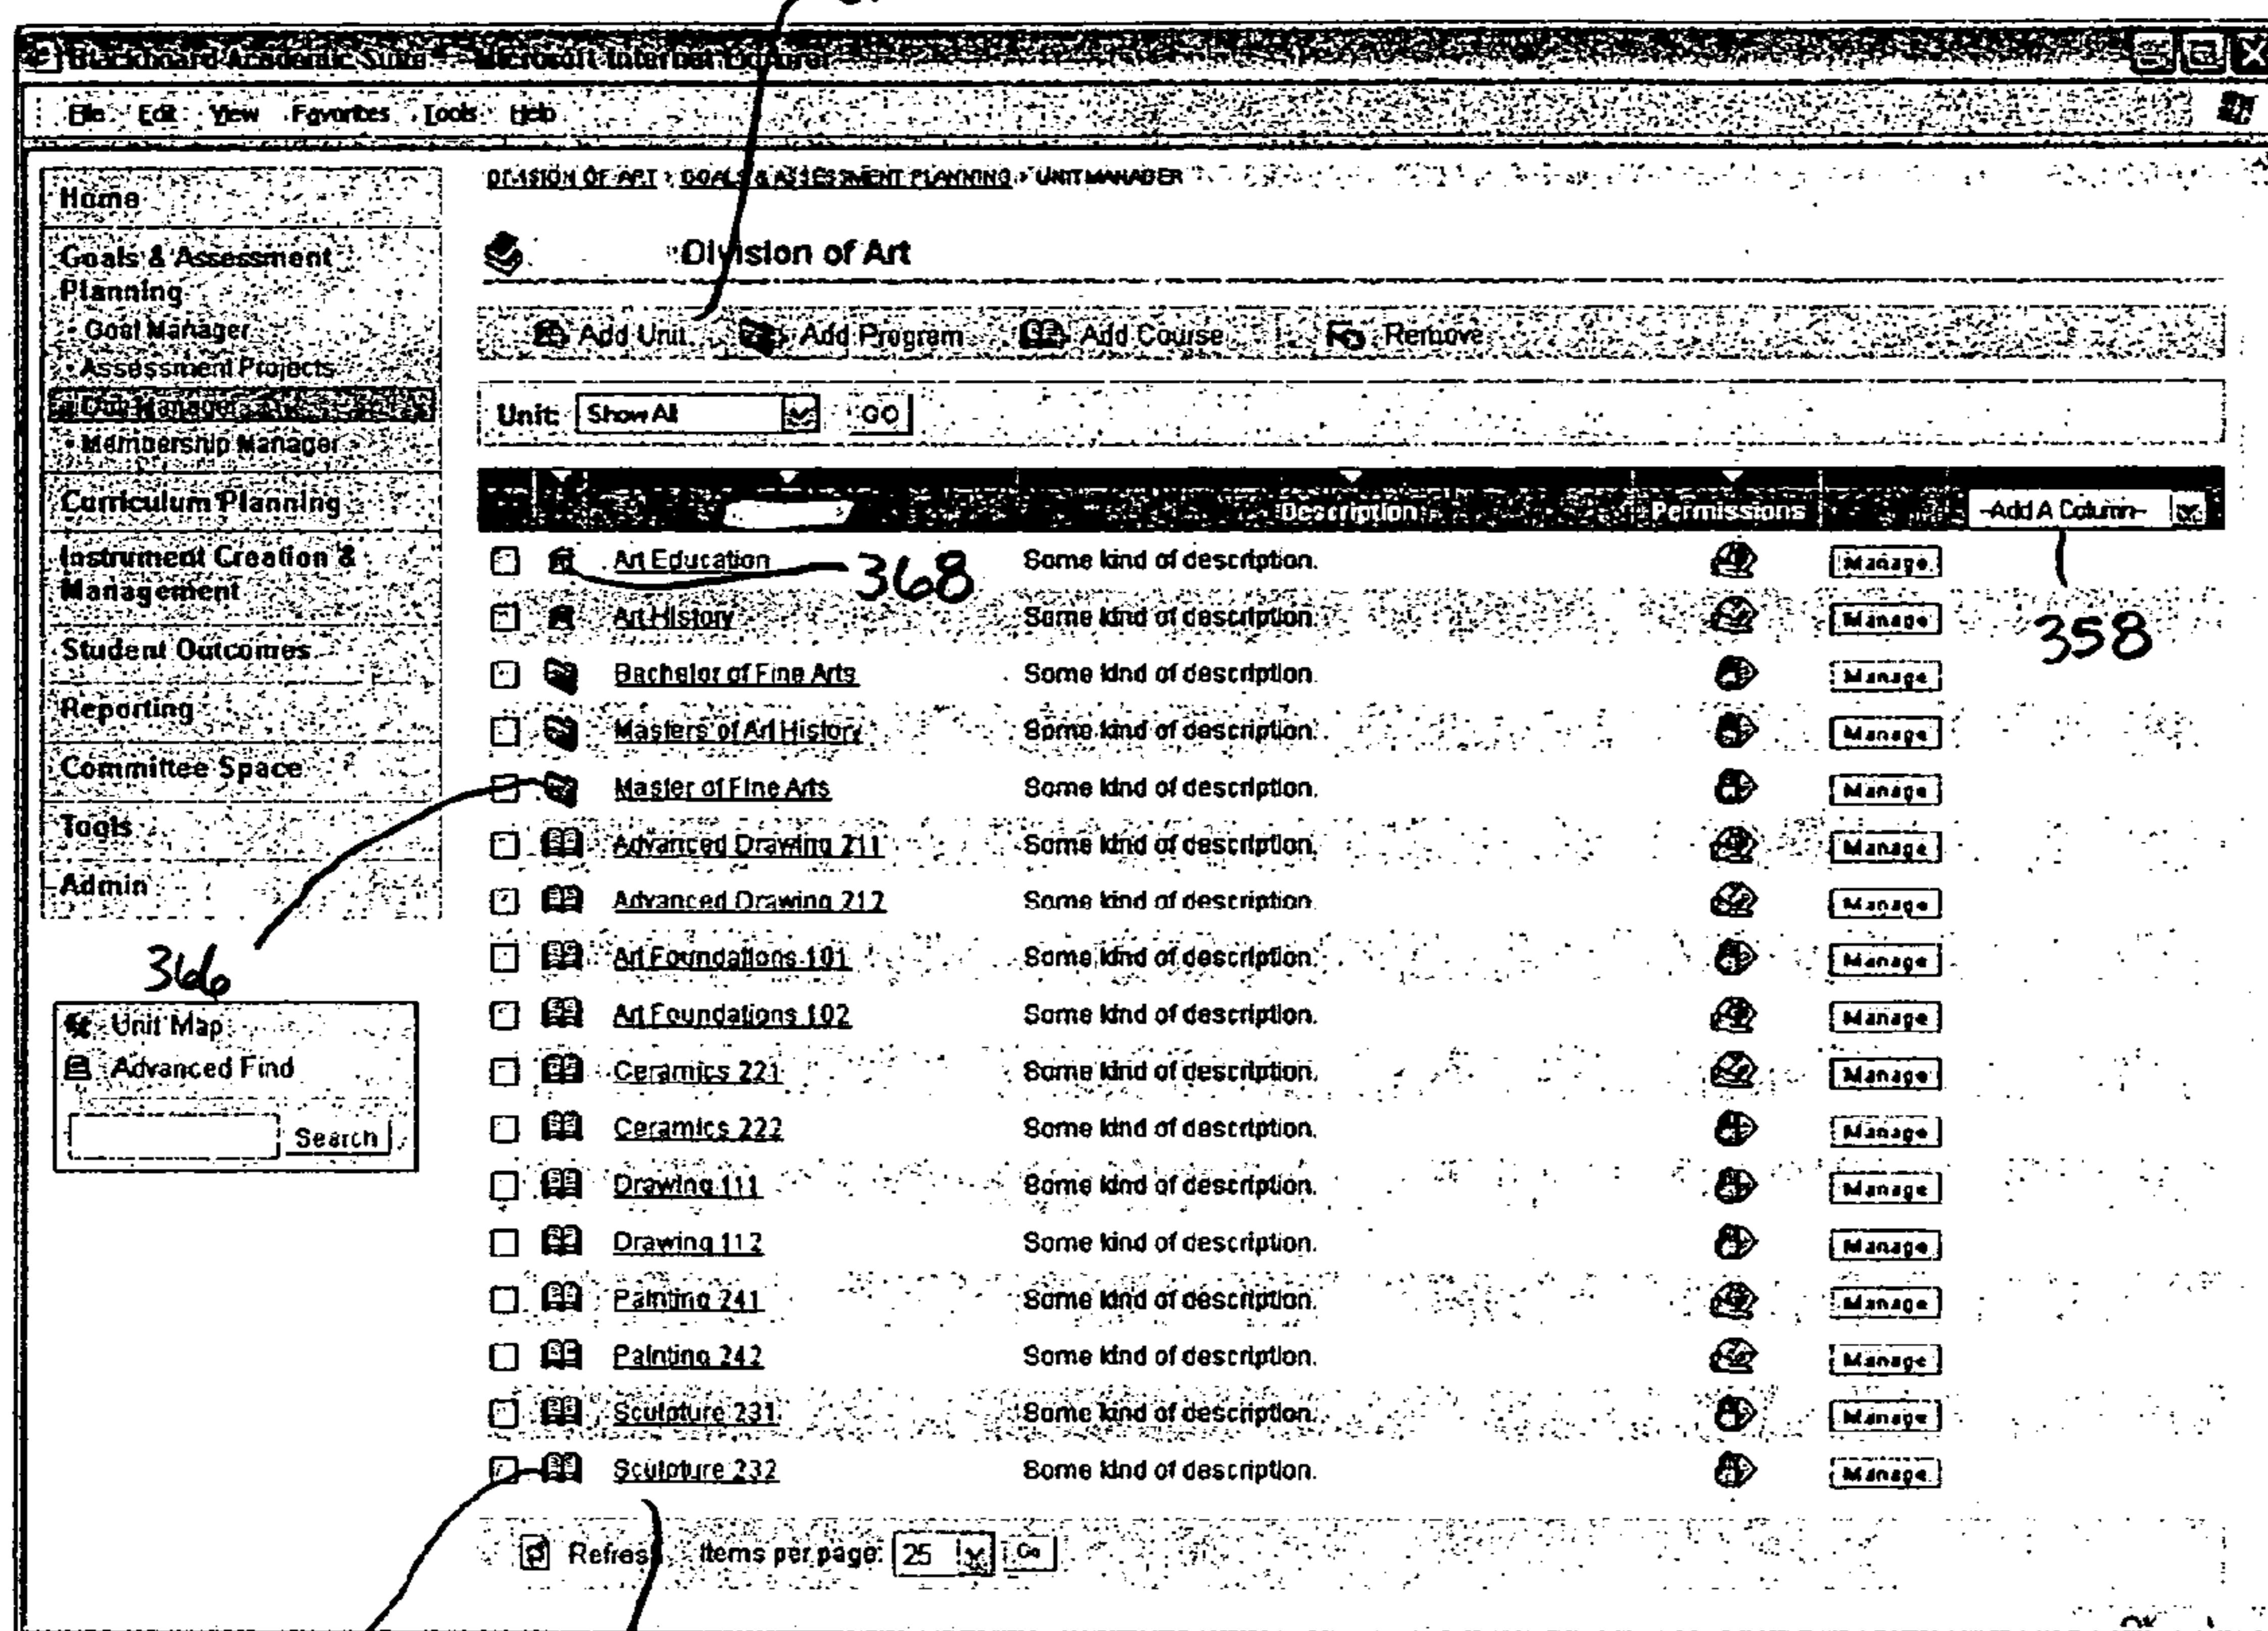 Blackboard Academic Suite - Microsoft Internet Explorer
File Edit View Favorites Tools Help
DIVISION OF ART > GOALS & ASSESSMENT PLANNING > UNIT MANAGER
Home
Goals & Assessment
Planning
Goal Manager
Assessment Projects
Unit Manager
Membership Manager
Curriculum Planning
Instrument Creation &
Management
Student Outcomes
Reporting
Committee Space
Tools
Admin
366
Unit Map
Advanced Find
Search
Division of Art
Add Unit Add Program Add Course Remove
Unit: Show All GO
Description Permissions -Add A Column-
358
Art Education 368 Some kind of description. Manage
Art History Some kind of description. Manage
Bachelor of Fine Arts Some kind of description. Manage
Masters of Art History Some kind of description. Manage
Master of Fine Arts Some kind of description. Manage
Advanced Drawing 211 Some kind of description. Manage
Advanced Drawing 212 Some kind of description. Manage
Art Foundations 101 Some kind of description. Manage
Art Foundations 102 Some kind of description. Manage
Ceramics 221 Some kind of description. Manage
Ceramics 222 Some kind of description. Manage
Drawing 111 Some kind of description. Manage
Drawing 112 Some kind of description. Manage
Painting 241 Some kind of description. Manage
Painting 242 Some kind of description. Manage
Sculpture 231 Some kind of description. Manage
Sculpture 232 Some kind of description. Manage
Refresh Items per page: 25 Go